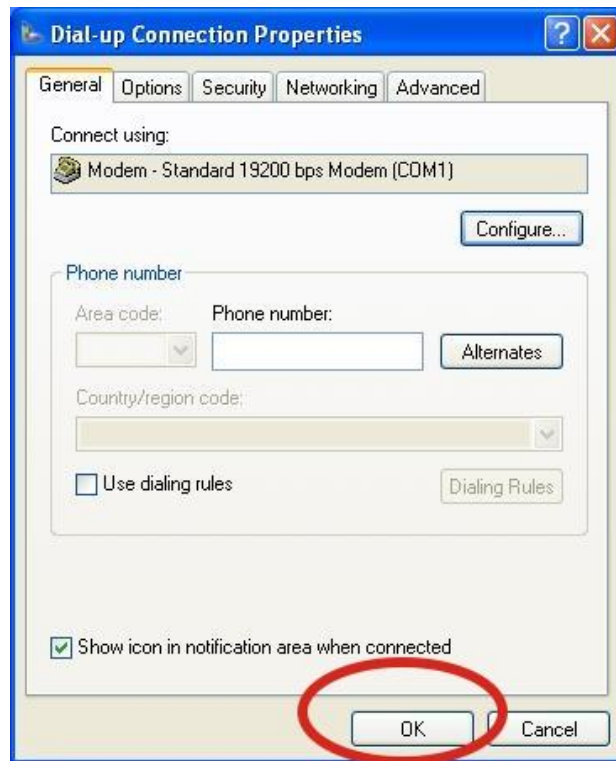 Dial-up Connection Properties
General Options Security Networking Advanced
Connect using:
Modem - Standard 19200 bps Modem (COM1)
Configure...
Phone number
Area code: Phone number:
Alternates
Country/region code:
Use dialing rules Dialing Rules
Show icon in notification area when connected
OK Cancel